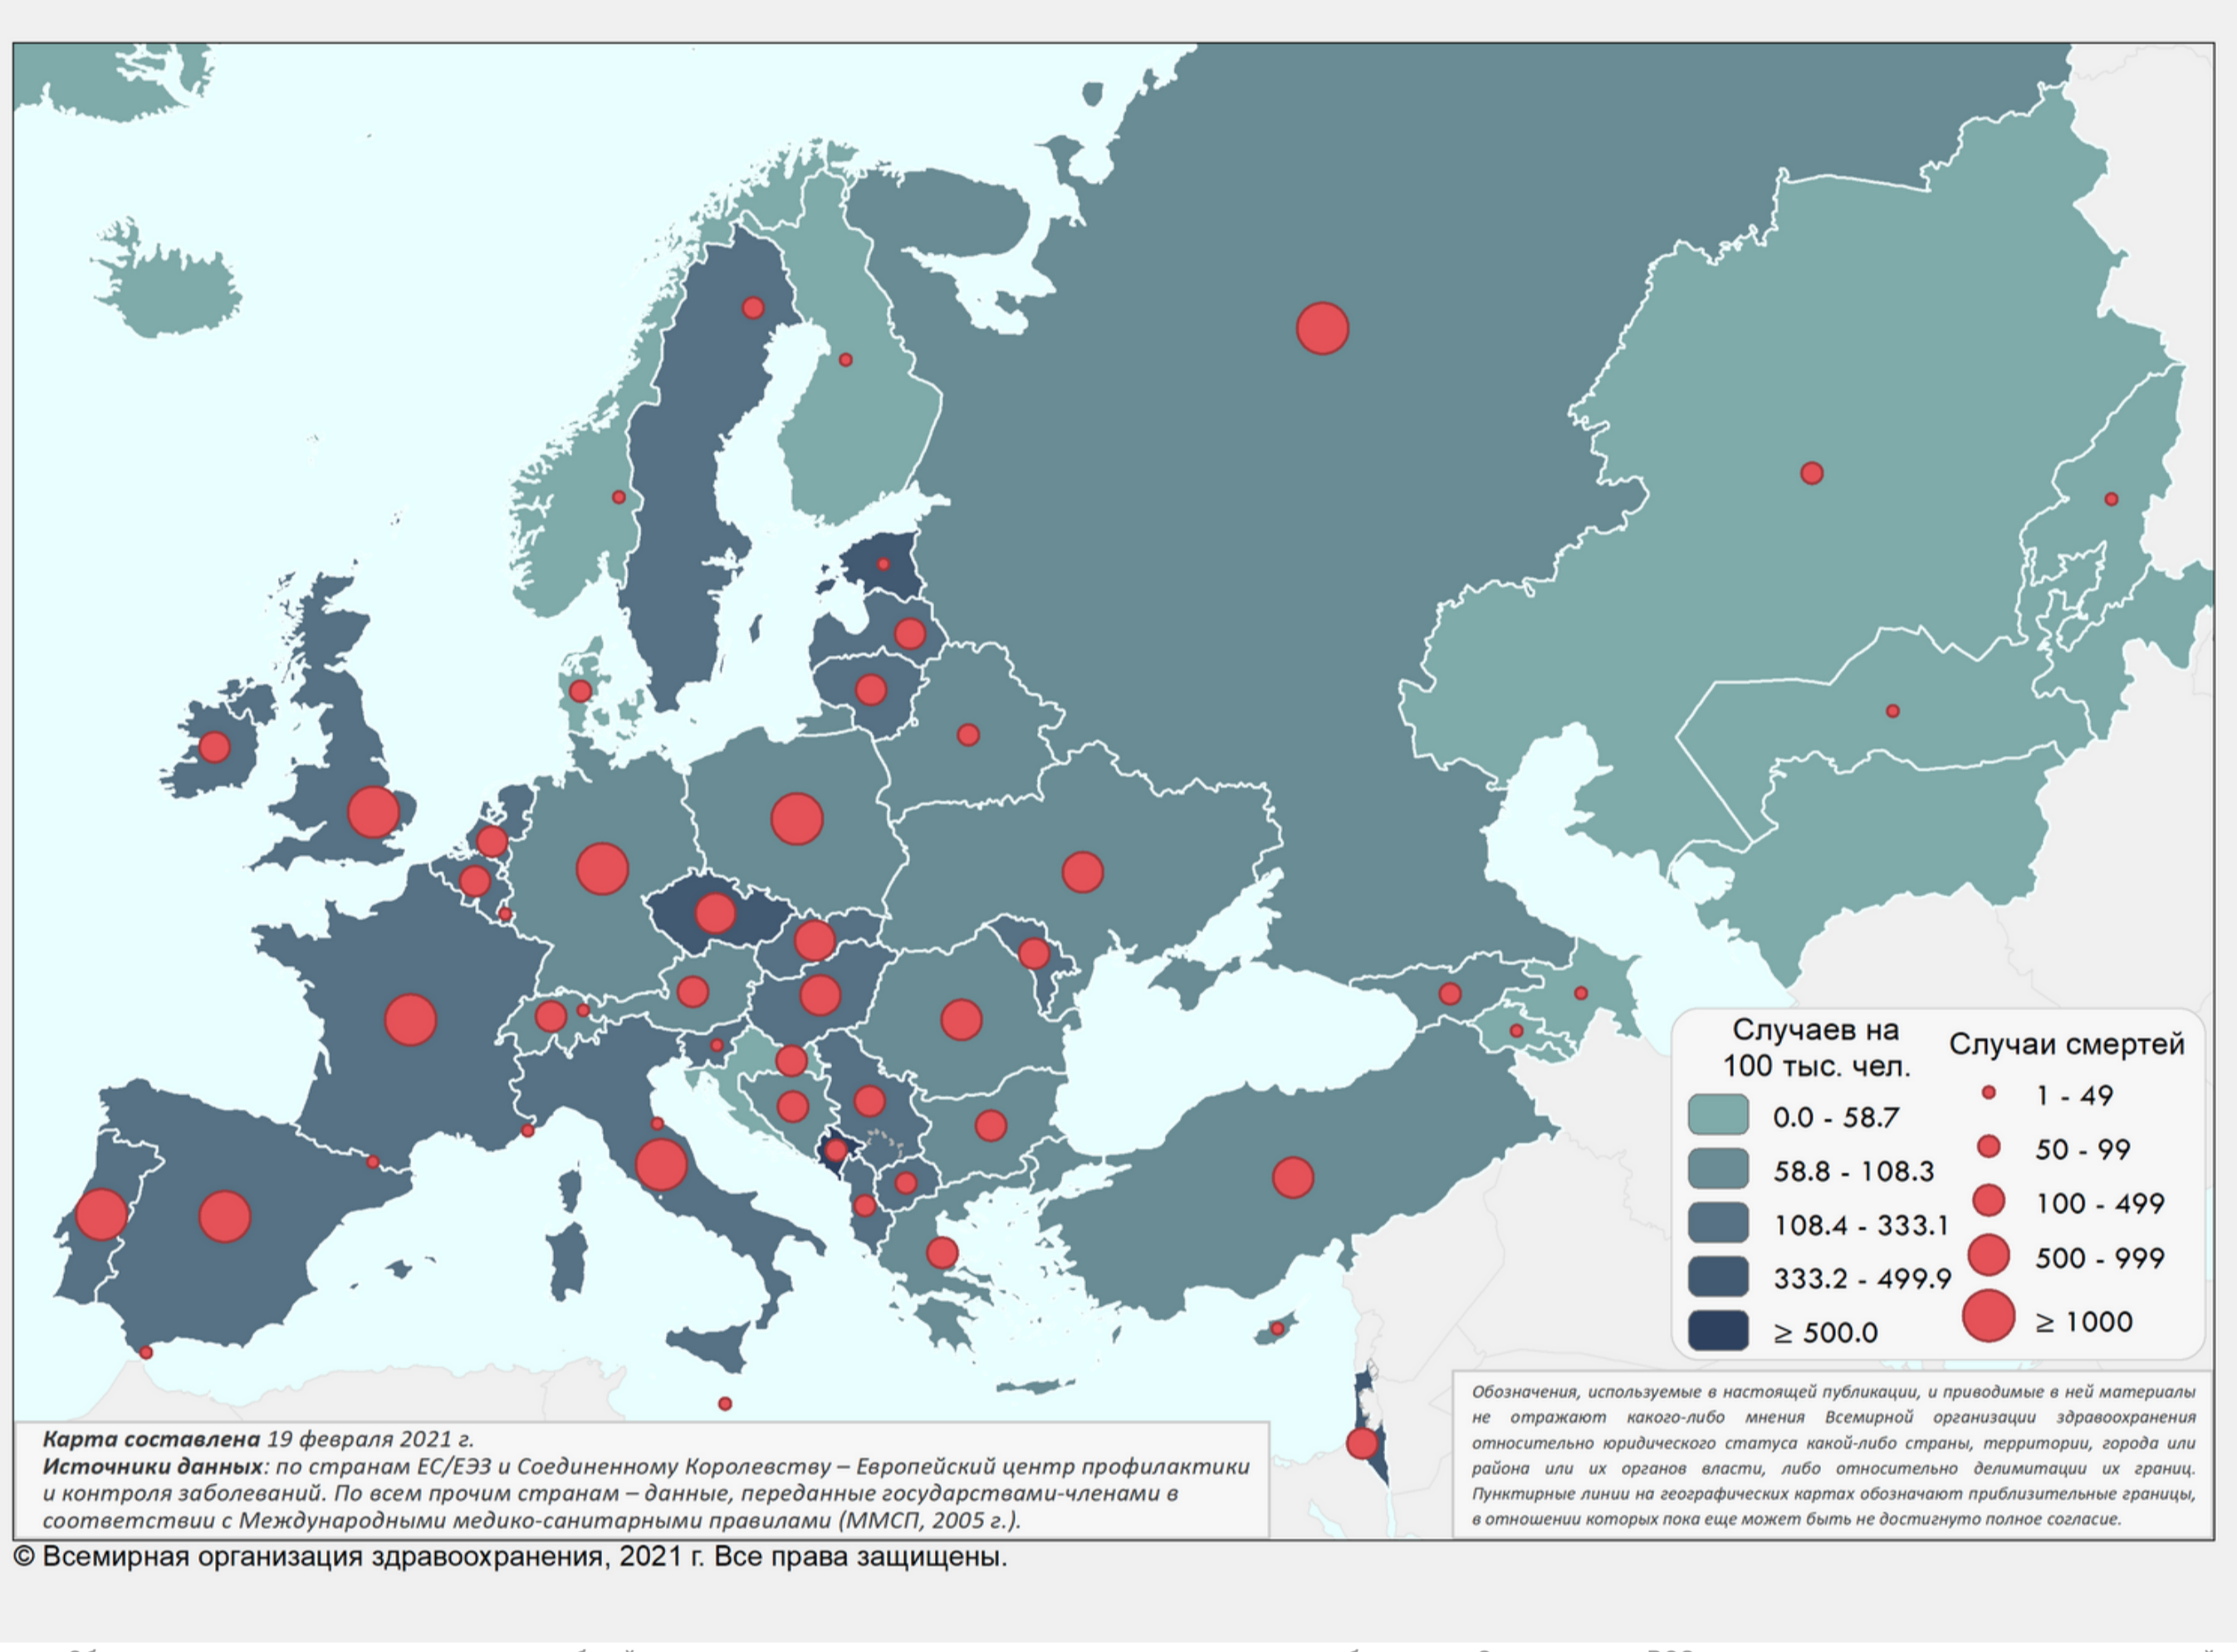 Случаев на
100 тыс. чел.
0.0 - 58.7
58.8 - 108.3
108.4 - 333.1
333.2 - 499.9
≥ 500.0
Случаи смертей
1 - 49
50 - 99
100 - 499
500 - 999
≥ 1000
Карта составлена 19 февраля 2021 г.
Источники данных: по странам ЕС/ЕЭЗ и Соединенному Королевству – Европейский центр профилактики
и контроля заболеваний. По всем прочим странам – данные, переданные государствами-членами в
соответствии с Международными медико-санитарными правилами (ММСП, 2005 г.).
Обозначения, используемые в настоящей публикации, и приводимые в ней материалы
не отражают какого-либо мнения Всемирной организации здравоохранения
относительно юридического статуса какой-либо страны, территории, города или
района или их органов власти, либо относительно делимитации их границ.
Пунктирные линии на географических картах обозначают приблизительные границы,
в отношении которых пока еще может быть не достигнуто полное согласие.
© Всемирная организация здравоохранения, 2021 г. Все права защищены.